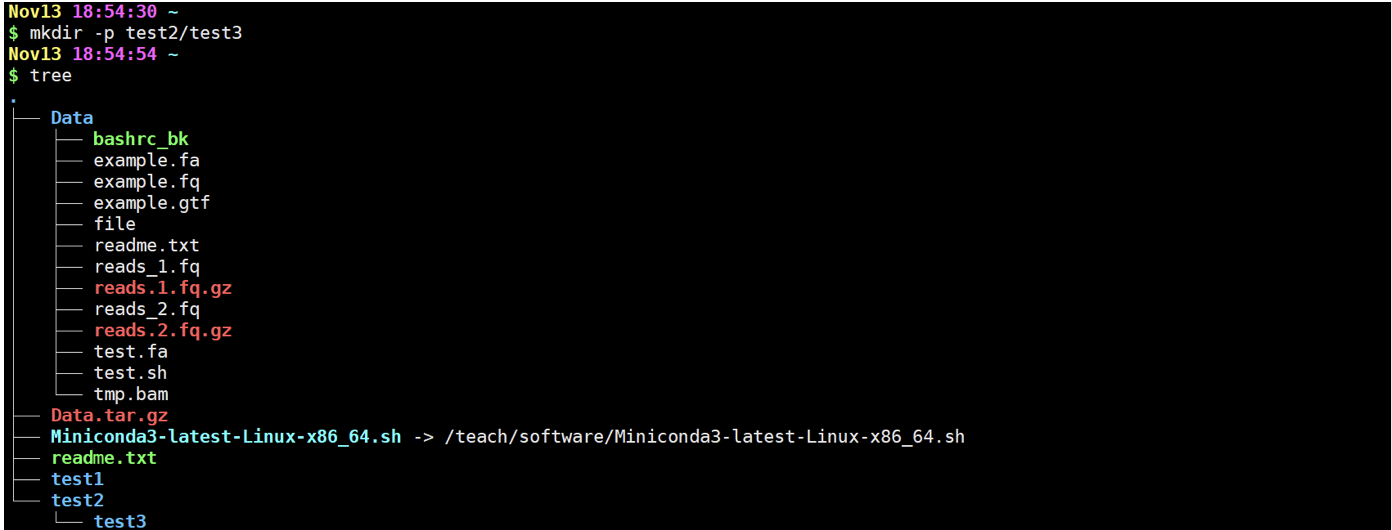 Nov13 18:54:30 ~
$ mkdir -p test2/test3
Nov13 18:54:54 ~
$ tree
.
├── Data
│   ├── bashrc_bk
│   ├── example.fa
│   ├── example.fq
│   ├── example.gtf
│   ├── file
│   ├── readme.txt
│   ├── reads_1.fq
│   ├── reads.1.fq.gz
│   ├── reads_2.fq
│   ├── reads.2.fq.gz
│   ├── test.fa
│   ├── test.sh
│   └── tmp.bam
├── Data.tar.gz
├── Miniconda3-latest-Linux-x86_64.sh -> /teach/software/Miniconda3-latest-Linux-x86_64.sh
├── readme.txt
├── test1
└── test2
    └── test3